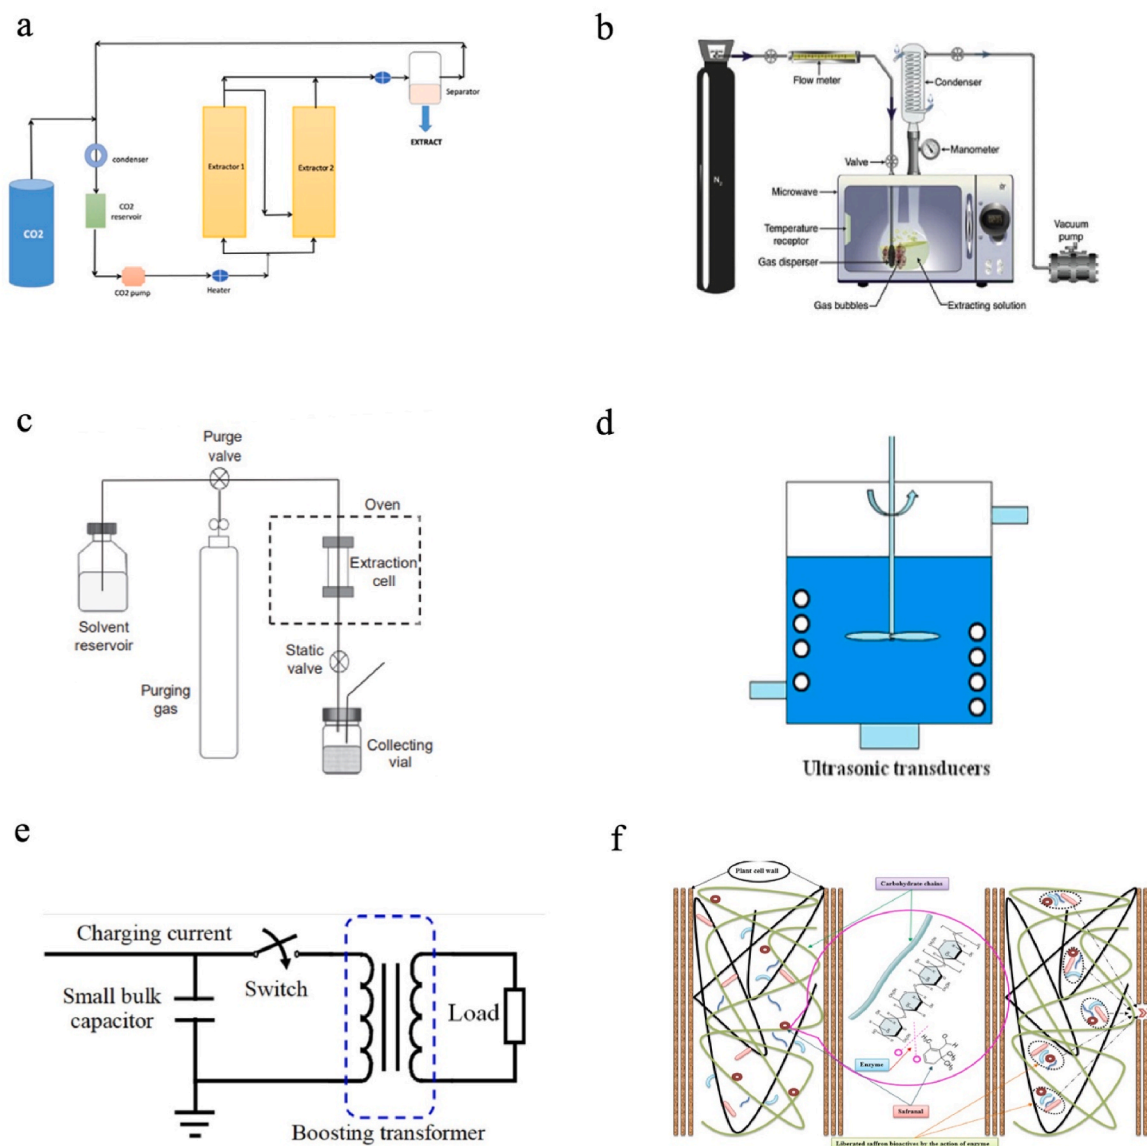 a
condenser
Separator
EXTRACT
Extractor 1
Extractor 2
CO2
reservoir
CO2
CO2 pump
Heater
b
Flow meter
Condenser
Valve
Manometer
N2
Microwave
Temperature
receptor
Gas disperser
Vacuum
pump
Gas bubbles
Extracting solution
c
Purge
valve
Oven
Extraction
cell
Solvent
reservoir
Static
valve
Purging
gas
Collecting
vial
d
Ultrasonic transducers
e
Charging current
Switch
Small bulk
capacitor
Load
Boosting transformer
f
Plant cell wall
Carbohydrate chains
Enzyme
Safranal
Liberated saffron bioactives by the action of enzyme